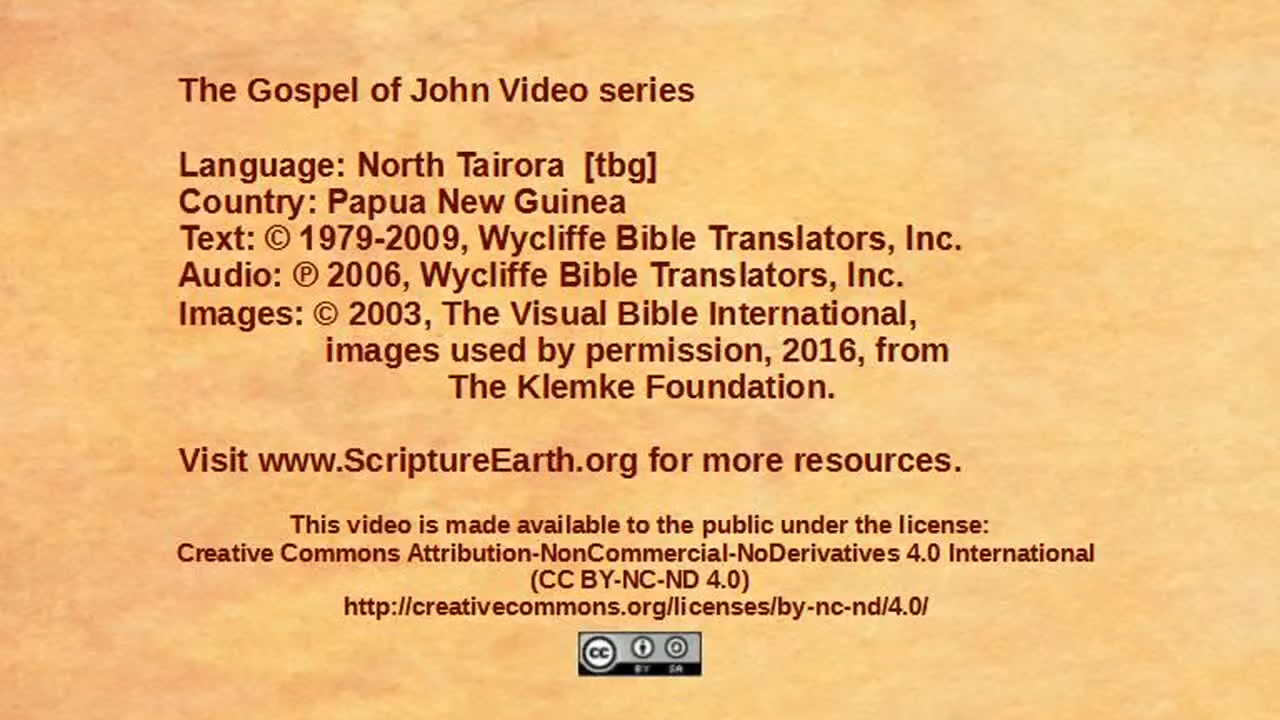 The Gospel of John Video series
Language: North Tairora [tbg]
Country: Papua New Guinea
Text: © 1979-2009, Wycliffe Bible Translators, Inc.
Audio: ℗ 2006, Wycliffe Bible Translators, Inc.
Images: © 2003, The Visual Bible International,
images used by permission, 2016, from
The Klemke Foundation.
Visit www.ScriptureEarth.org for more resources.
This video is made available to the public under the license:
Creative Commons Attribution-NonCommercial-NoDerivatives 4.0 International
(CC BY-NC-ND 4.0)
http://creativecommons.org/licenses/by-nc-nd/4.0/
cc
BY SA